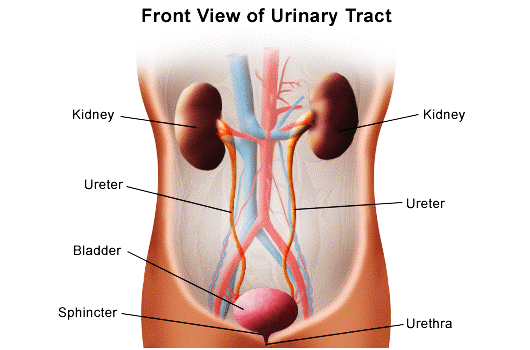 Front View of Urinary Tract
Kidney
Kidney
Ureter
Ureter
Bladder
Sphincter
Urethra